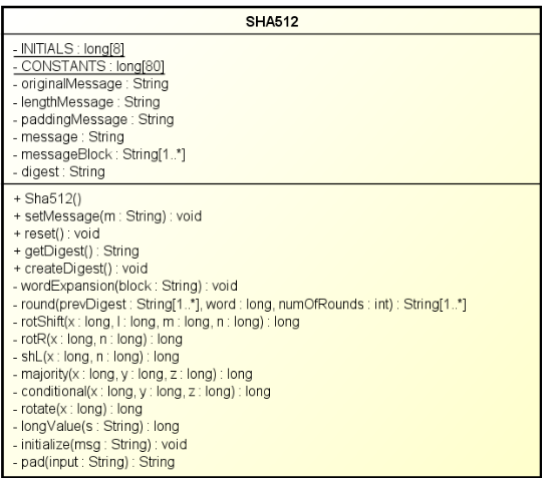 SHA512
- INITIALS : long[8]
- CONSTANTS : long[80]
- originalMessage : String
- lengthMessage : String
- paddingMessage : String
- message : String
- messageBlock : String[1..*]
- digest : String
+ Sha512()
+ setMessage(m : String) : void
+ reset() : void
+ getDigest() : String
+ createDigest() : void
- wordExpansion(block : String) : void
- round(prevDigest : String[1..*], word : long, numOfRounds : int) : String[1..*]
- rotShift(x : long, l : long, m : long, n : long) : long
- rotR(x : long, n : long) : long
- shL(x : long, n : long) : long
- majority(x : long, y : long, z : long) : long
- conditional(x : long, y : long, z : long) : long
- rotate(x : long) : long
- longValue(s : String) : long
- initialize(msg : String) : void
- pad(input : String) : String